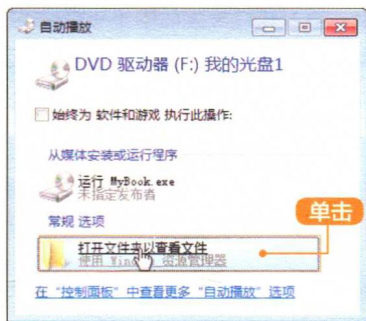 自动播放
DVD 驱动器 (F:) 我的光盘1
始终为 软件和游戏 执行此操作:
从媒体安装或运行程序
运行 MyBook.exe
未指定发布者
单击
常规 选项
打开文件夹以查看文件
使用 Windows 资源管理器
在“控制面板”中查看更多“自动播放”选项